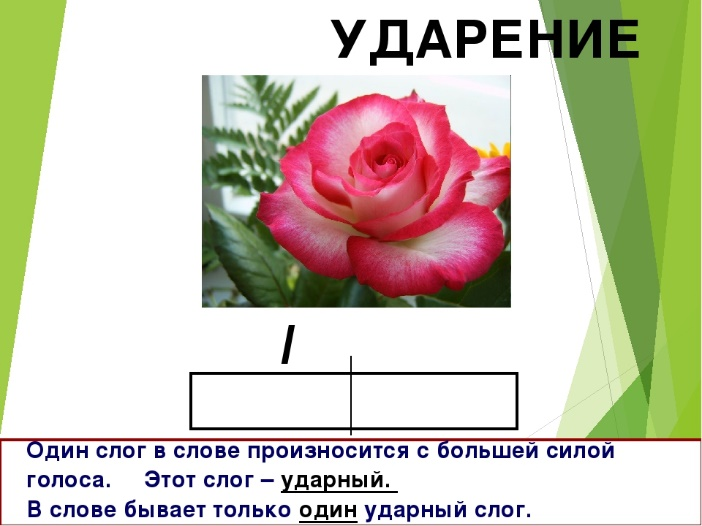 УДАРЕНИЕ
/
Один слог в слове произносится с большей силой
голоса. Этот слог – ударный.
В слове бывает только один ударный слог.